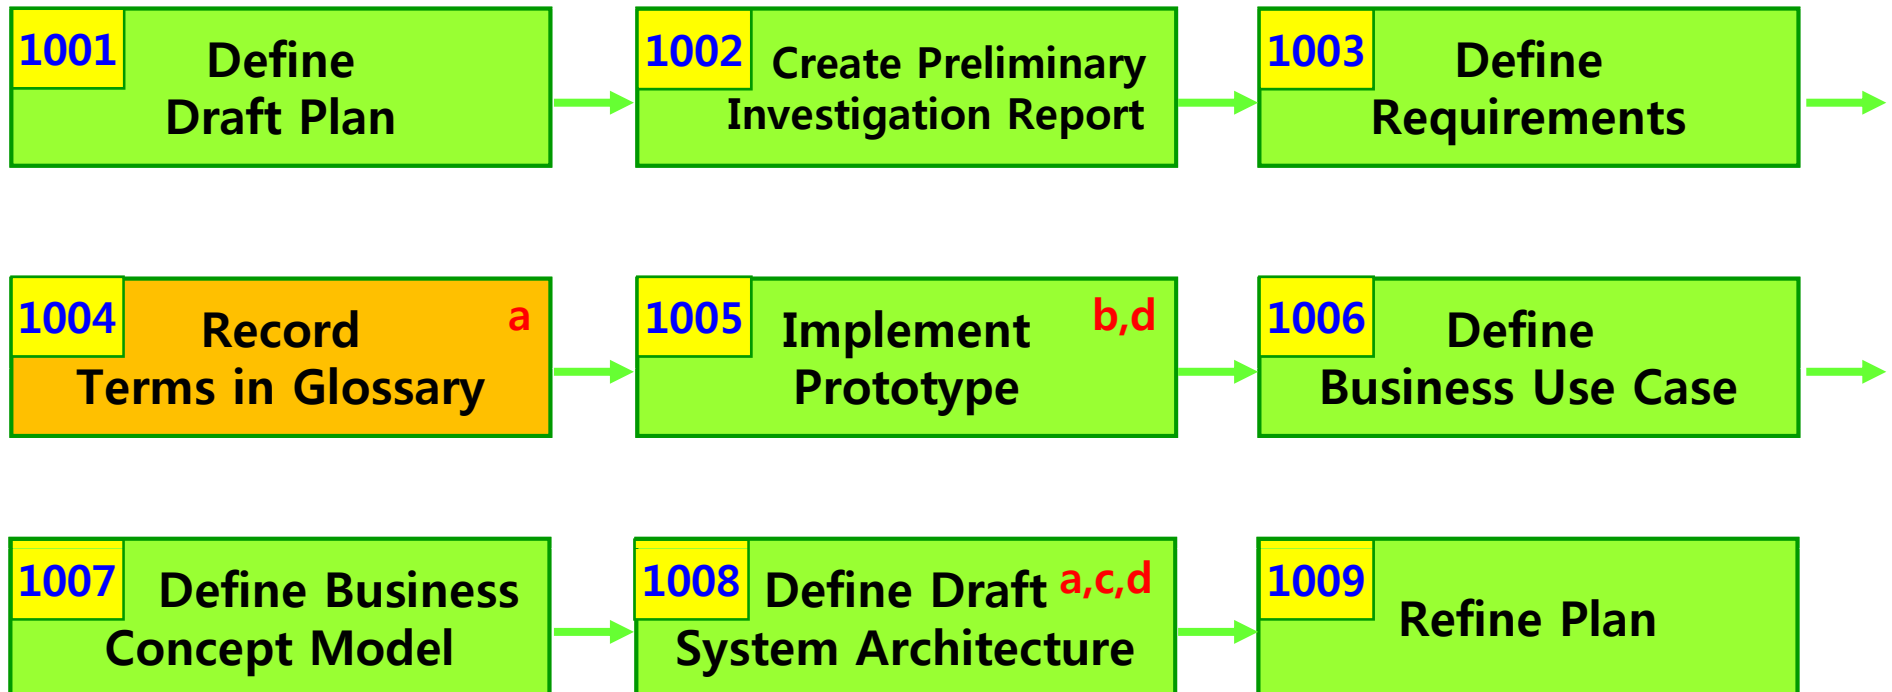 1001
Define
Draft Plan
1002
Create Preliminary
Investigation Report
1003
Define
Requirements
1004
Record a
Terms in Glossary
1005
Implement b,d
Prototype
1006
Define
Business Use Case
1007
Define Business
Concept Model
1008
Define Draft a,c,d
System Architecture
1009
Refine Plan